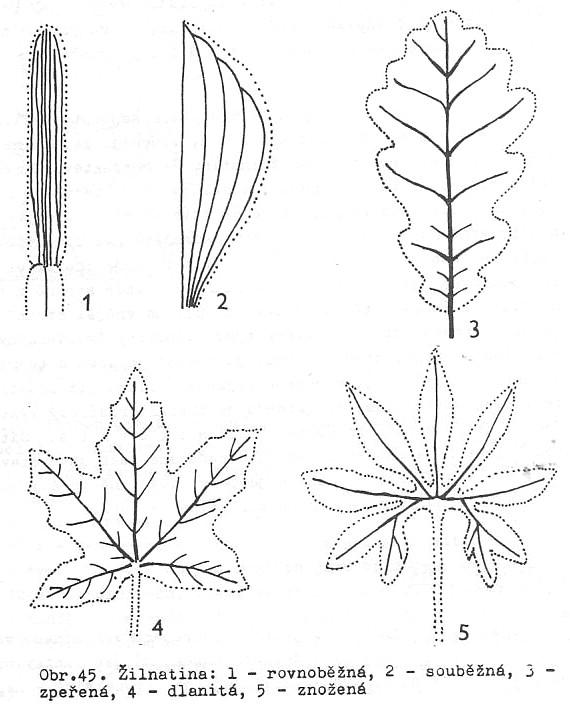 1
2
3
4
5
Obr.45. Žilnatina: 1 - rovnoběžná, 2 - souběžná, 3 -
zpeřená, 4 - dlanitá, 5 - znožená